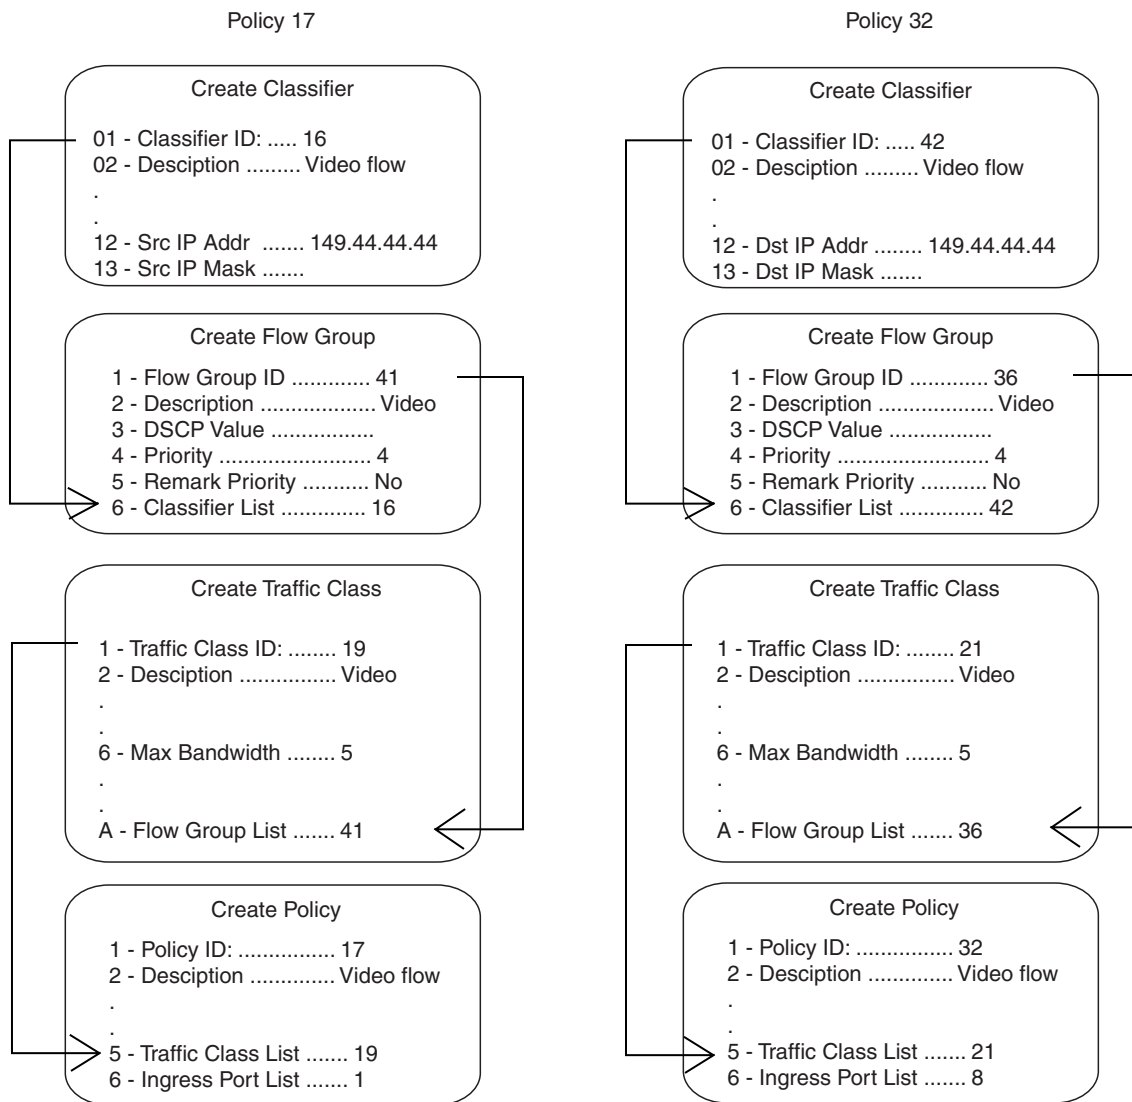 Policy 17
Create Classifier
01 - Classifier ID: ..... 16
02 - Desciption ......... Video flow
.
.
12 - Src IP Addr ....... 149.44.44.44
13 - Src IP Mask .......
Create Flow Group
1 - Flow Group ID ............. 41
2 - Description .................... Video
3 - DSCP Value .................
4 - Priority .......................... 4
5 - Remark Priority ........... No
6 - Classifier List .............. 16
Create Traffic Class
1 - Traffic Class ID: ........ 19
2 - Desciption ................ Video
.
.
6 - Max Bandwidth ........ 5
.
.
A - Flow Group List ....... 41
Create Policy
1 - Policy ID: ................ 17
2 - Desciption .............. Video flow
.
.
5 - Traffic Class List ....... 19
6 - Ingress Port List ....... 1
Policy 32
Create Classifier
01 - Classifier ID: ..... 42
02 - Desciption ......... Video flow
.
.
12 - Dst IP Addr ........ 149.44.44.44
13 - Dst IP Mask .......
Create Flow Group
1 - Flow Group ID ............. 36
2 - Description .................... Video
3 - DSCP Value .................
4 - Priority .......................... 4
5 - Remark Priority ........... No
6 - Classifier List .............. 42
Create Traffic Class
1 - Traffic Class ID: ........ 21
2 - Desciption ................ Video
.
.
6 - Max Bandwidth ........ 5
.
.
A - Flow Group List ....... 36
Create Policy
1 - Policy ID: ................ 32
2 - Desciption .............. Video flow
.
.
5 - Traffic Class List ....... 21
6 - Ingress Port List ....... 8